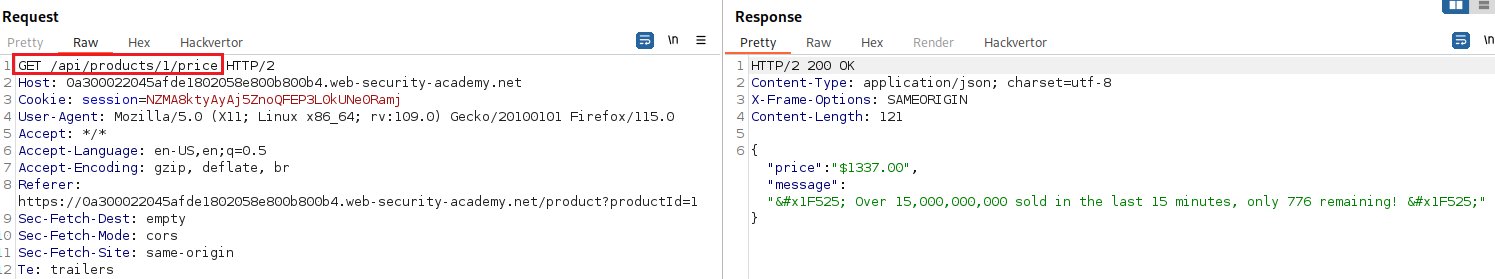 Request
Pretty Raw Hex Hackvertor \n
1 GET /api/products/1/price HTTP/2
2 Host: 0a300022045afde1802058e800b800b4.web-security-academy.net
3 Cookie: session=NZMA8ktyAyAj5ZnoQFEP3L0kUNe0Ramj
4 User-Agent: Mozilla/5.0 (X11; Linux x86_64; rv:109.0) Gecko/20100101 Firefox/115.0
5 Accept: */*
6 Accept-Language: en-US,en;q=0.5
7 Accept-Encoding: gzip, deflate, br
8 Referer:
https://0a300022045afde1802058e800b800b4.web-security-academy.net/product?productId=1
9 Sec-Fetch-Dest: empty
10 Sec-Fetch-Mode: cors
11 Sec-Fetch-Site: same-origin
12 Te: trailers
Response
Pretty Raw Hex Render Hackvertor \n
1 HTTP/2 200 OK
2 Content-Type: application/json; charset=utf-8
3 X-Frame-Options: SAMEORIGIN
4 Content-Length: 121
5
6 {
"price":"$1337.00",
"message":
"&#x1F525; Over 15,000,000,000 sold in the last 15 minutes, only 776 remaining! &#x1F525;"
}